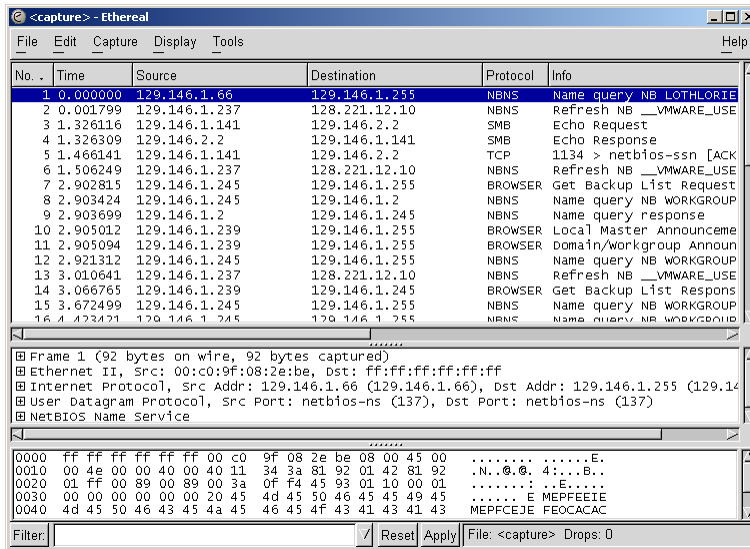 <capture> - Ethereal
File Edit Capture Display Tools Help
No. . Time Source Destination Protocol Info
1 0.000000 129.146.1.66 129.146.1.255 NBNS Name query NB LOTHLORIE
2 0.001799 129.146.1.237 128.221.12.10 NBNS Refresh NB __VMWARE_USE
3 1.326116 129.146.1.141 129.146.2.2 SMB Echo Request
4 1.326309 129.146.2.2 129.146.1.141 SMB Echo Response
5 1.466141 129.146.1.141 129.146.2.2 TCP 1134 > netbios-ssn [ACK
6 1.506249 129.146.1.237 128.221.12.10 NBNS Refresh NB __VMWARE_USE
7 2.902815 129.146.1.245 129.146.1.255 BROWSER Get Backup List Request
8 2.903424 129.146.1.245 129.146.1.2 NBNS Name query NB WORKGROUP
9 2.903699 129.146.1.2 129.146.1.245 NBNS Name query response
10 2.905012 129.146.1.239 129.146.1.255 BROWSER Local Master Announceme
11 2.905094 129.146.1.239 129.146.1.255 BROWSER Domain/Workgroup Announ
12 2.921312 129.146.1.245 129.146.1.255 NBNS Name query NB WORKGROUP
13 3.010641 129.146.1.237 128.221.12.10 NBNS Refresh NB __VMWARE_USE
14 3.066765 129.146.1.239 129.146.1.245 BROWSER Get Backup List Respons
15 3.672499 129.146.1.245 129.146.1.255 NBNS Name query NB WORKGROUP
16 4.423421 129.146.1.245 129.146.1.255 NBNS Name query NB WORKGROUP
Frame 1 (92 bytes on wire, 92 bytes captured)
Ethernet II, Src: 00:c0:9f:08:2e:be, Dst: ff:ff:ff:ff:ff:ff
Internet Protocol, Src Addr: 129.146.1.66 (129.146.1.66), Dst Addr: 129.146.1.255 (129.14
User Datagram Protocol, Src Port: netbios-ns (137), Dst Port: netbios-ns (137)
NetBIOS Name Service
0000 ff ff ff ff ff ff 00 c0 9f 08 2e be 08 00 45 00 ........ ......E.
0010 00 4e 00 00 40 00 40 11 34 3a 81 92 01 42 81 92 .N..@.@. 4:...B..
0020 01 ff 00 89 00 89 00 3a 0f f4 45 93 01 10 00 01 .......: ..E.....
0030 00 00 00 00 00 00 20 45 4d 45 50 46 45 45 49 45 ...... E MEPFEEIE
0040 4d 45 50 46 43 45 4a 45 46 45 4f 43 41 43 41 43 MEPFCEJE FEOCACAC
Filter: Reset Apply File: <capture> Drops: 0